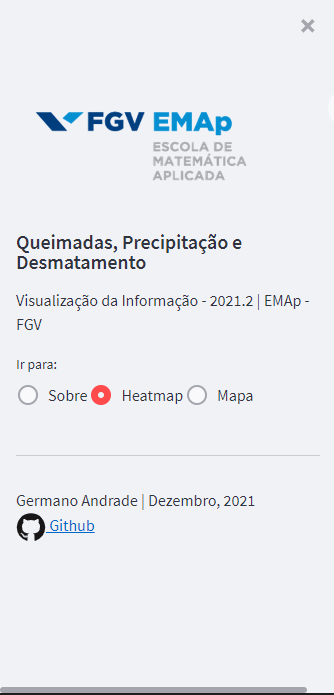 ×
FGV EMAp
ESCOLA DE
MATEMÁTICA
APLICADA
Queimadas, Precipitação e
Desmatamento
Visualização da Informação - 2021.2 | EMAp -
FGV
Ir para:
Sobre Heatmap Mapa
Germano Andrade | Dezembro, 2021
Github